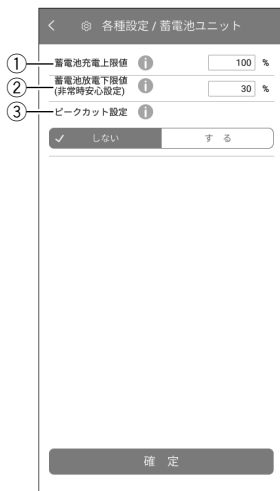 各種設定 / 蓄電池ユニット
① 蓄電池充電上限値 i 100 %
② 蓄電池放電下限値 i 30 %
(非常時安心設定)
③ ピークカット設定 i
✓ しない す る
確 定